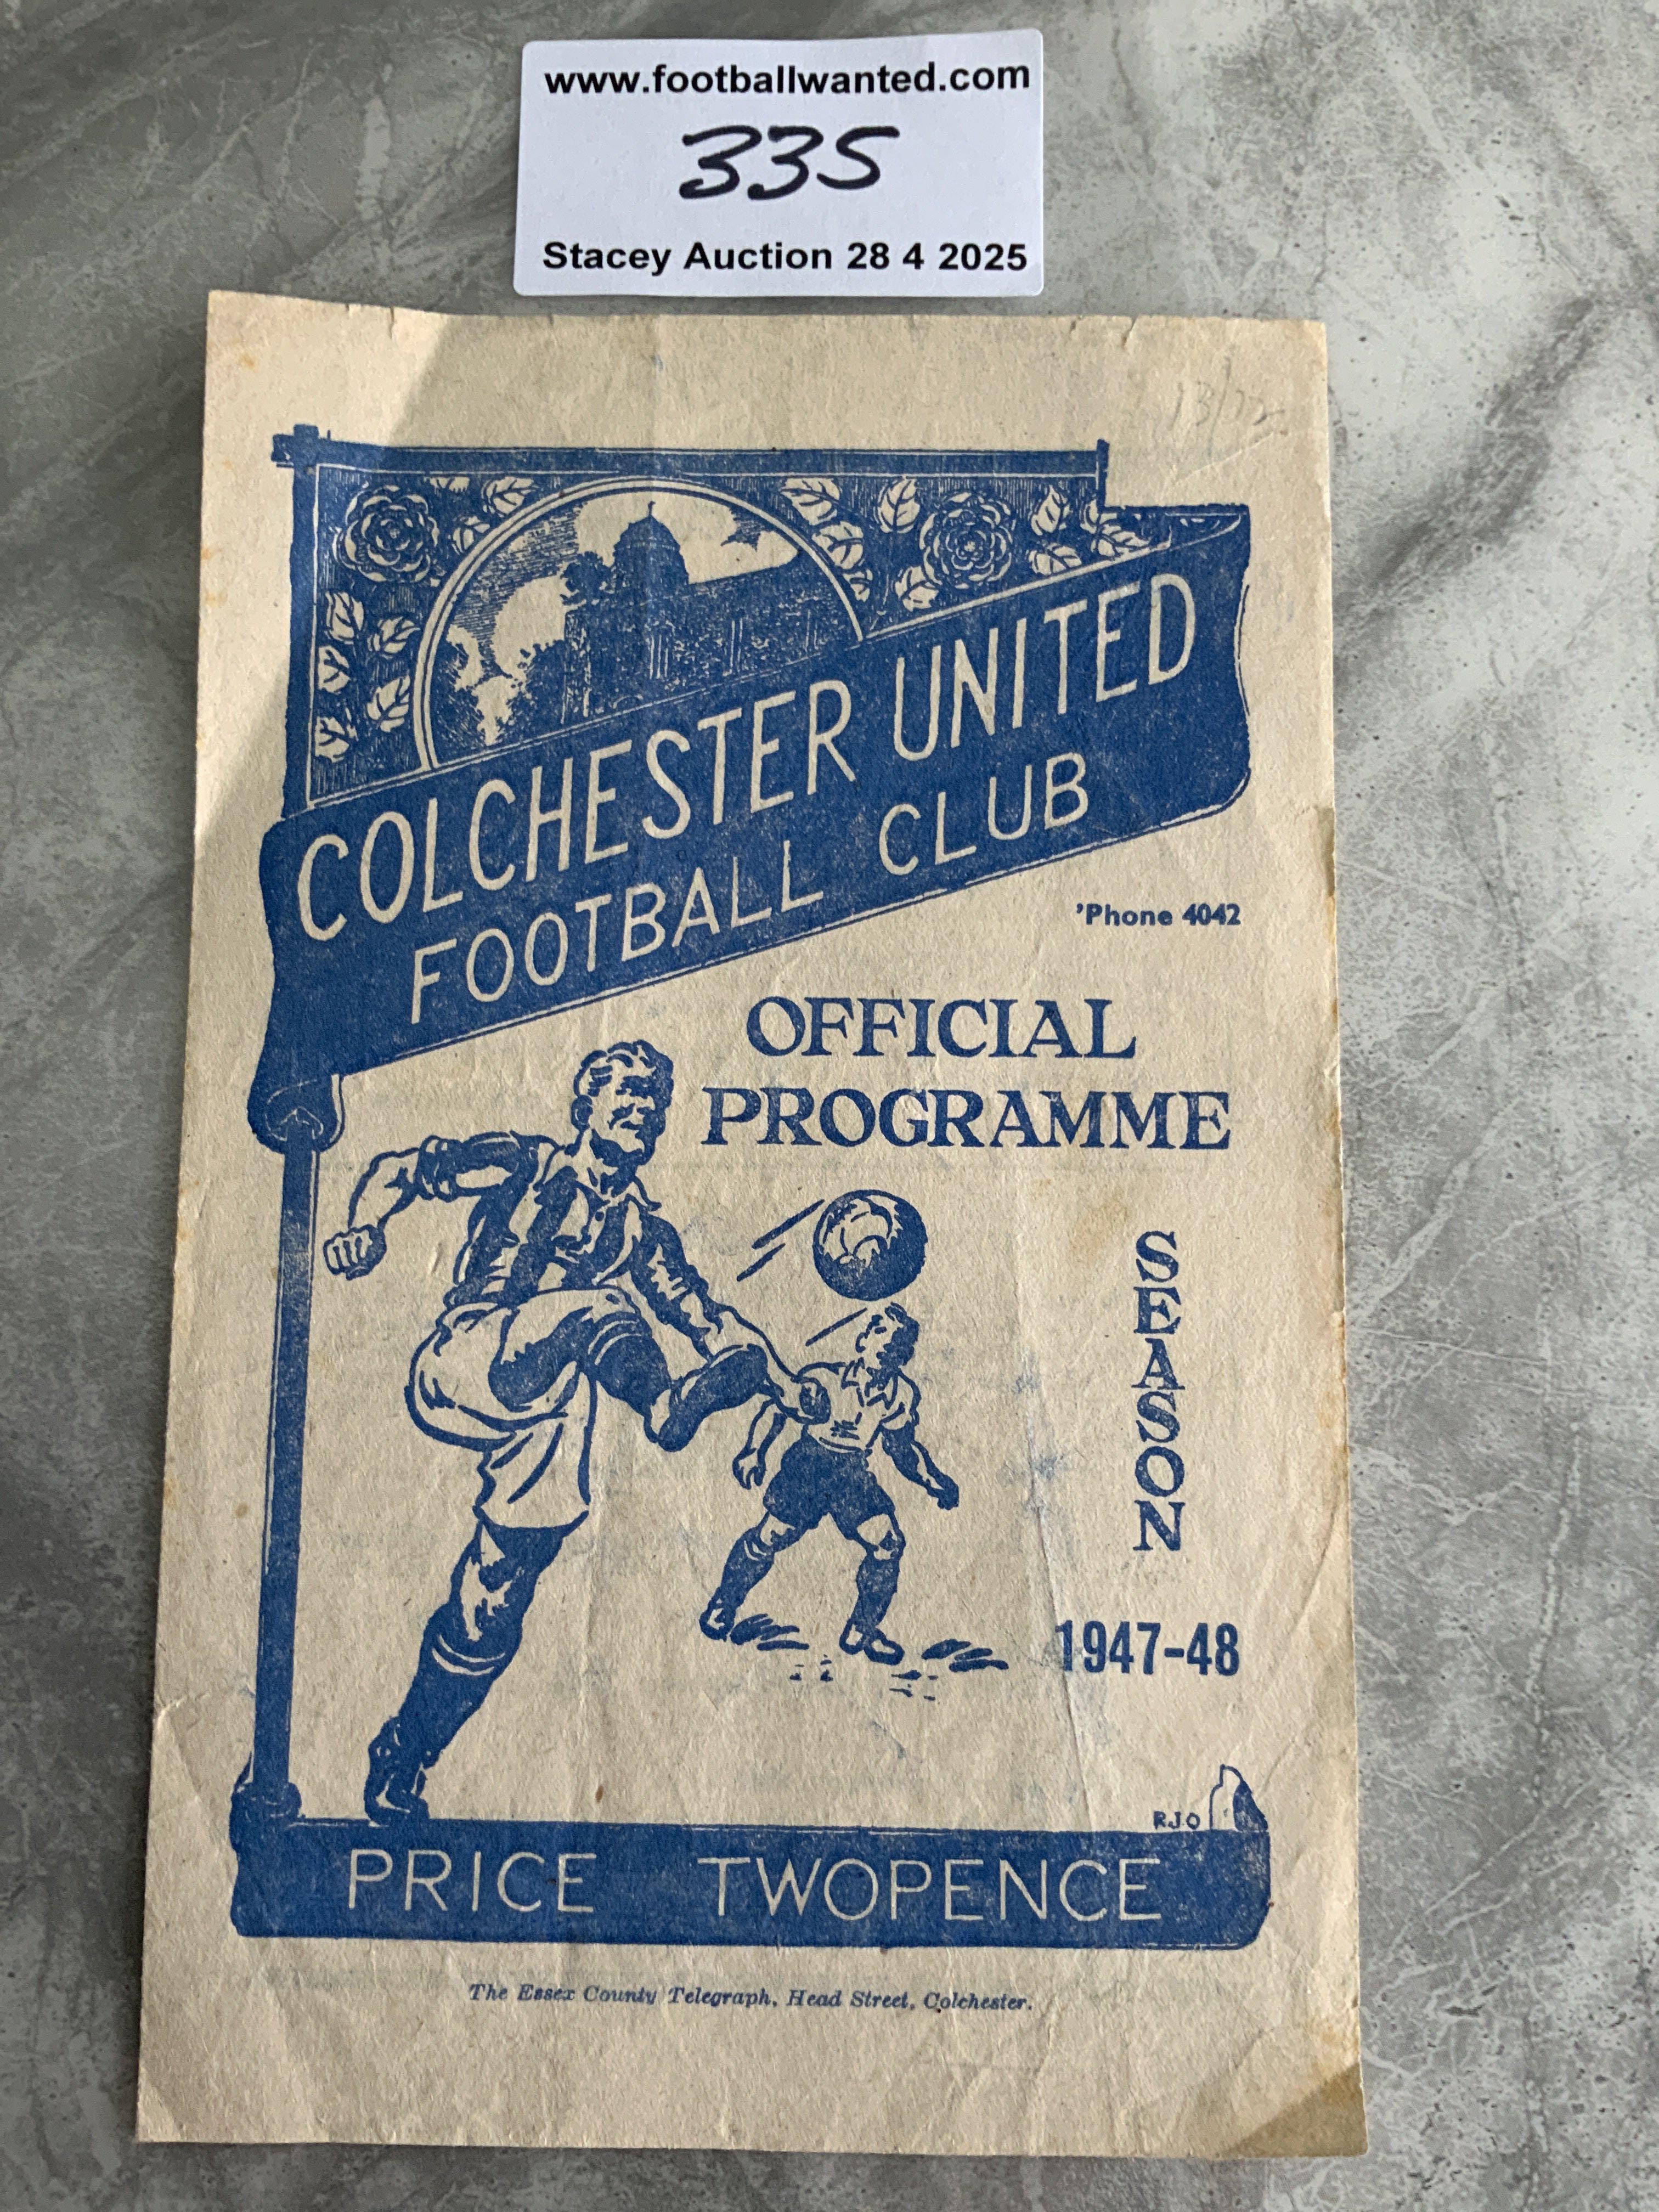 www.footballwanted.com
335
Stacey Auction 28 4 2025
COLCHESTER UNITED
FOOTBALL CLUB
'Phone 4042
OFFICIAL
PROGRAMME
SEASON
1947-48
RJO
PRICE TWOPENCE
The Essex County Telegraph, Head Street, Colchester.